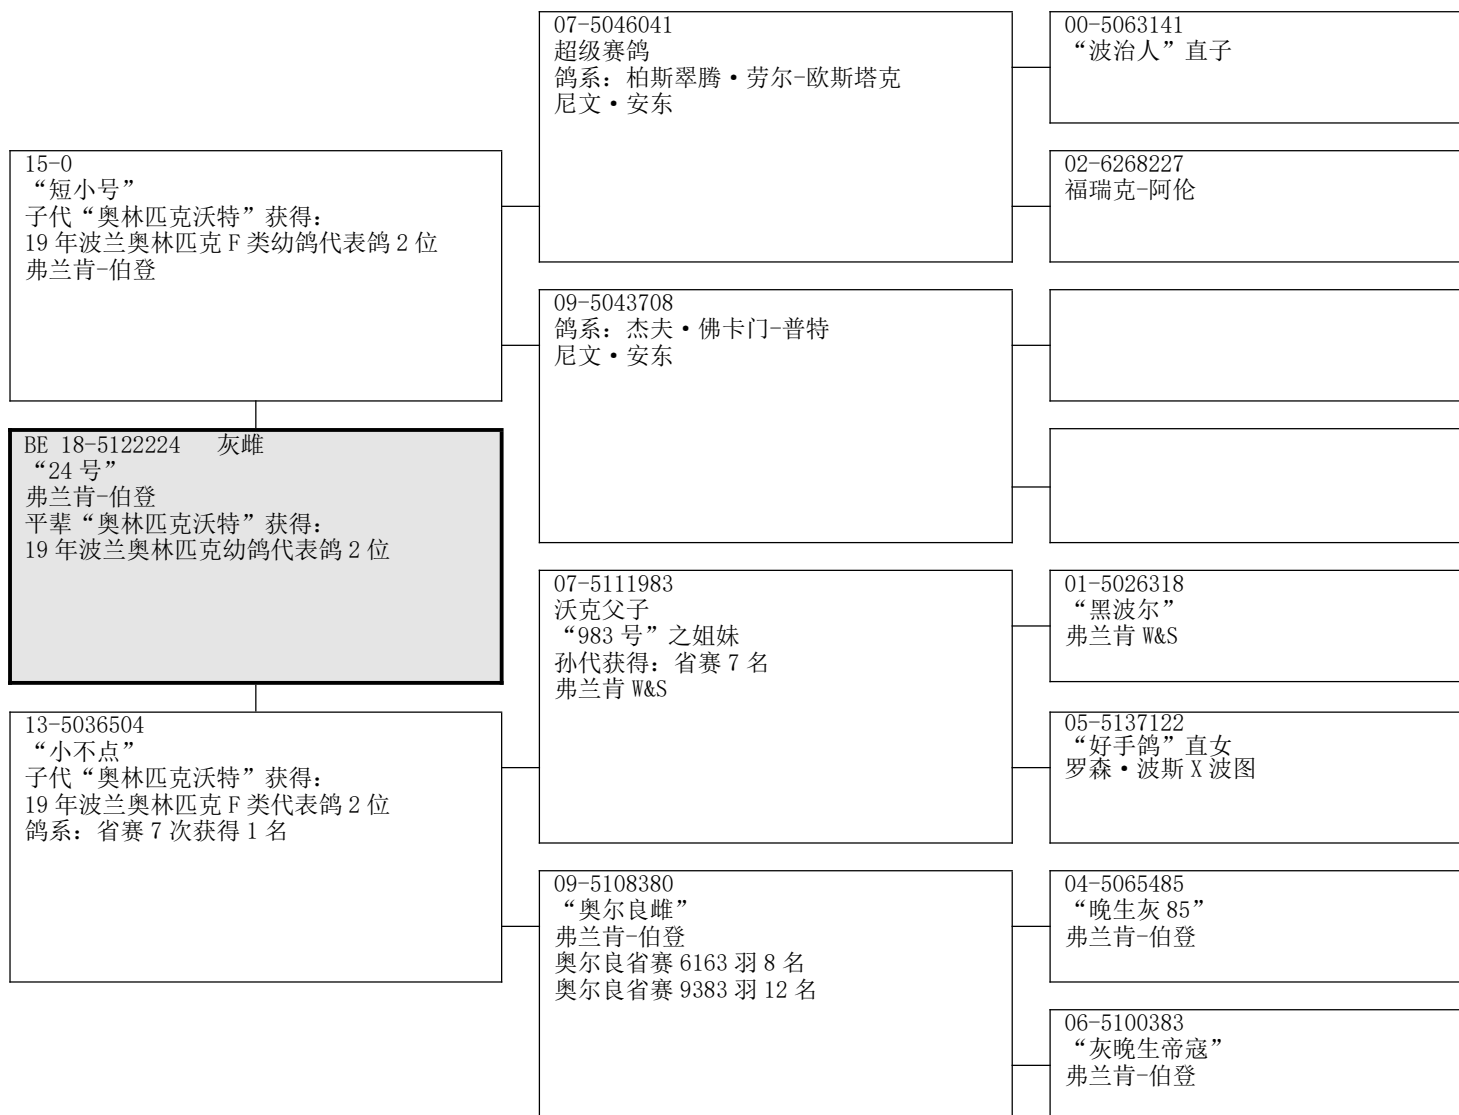 07-5046041
超级赛鸽
鸽系：柏斯翠腾·劳尔-欧斯塔克
尼文·安东
00-5063141
“波治人”直子
15-0
“短小号”
子代“奥林匹克沃特”获得：
19 年波兰奥林匹克 F 类幼鸽代表鸽 2 位
弗兰肯-伯登
02-6268227
福瑞克-阿伦
09-5043708
鸽系：杰夫·佛卡门-普特
尼文·安东
BE 18-5122224 灰雌
“24 号”
弗兰肯-伯登
平辈“奥林匹克沃特”获得：
19 年波兰奥林匹克幼鸽代表鸽 2 位
07-5111983
沃克父子
“983 号”之姐妹
孙代获得：省赛 7 名
弗兰肯 W&S
01-5026318
“黑波尔”
弗兰肯 W&S
13-5036504
“小不点”
子代“奥林匹克沃特”获得：
19 年波兰奥林匹克 F 类代表鸽 2 位
鸽系：省赛 7 次获得 1 名
05-5137122
“好手鸽”直女
罗森·波斯 X 波图
09-5108380
“奥尔良雌”
弗兰肯-伯登
奥尔良省赛 6163 羽 8 名
奥尔良省赛 9383 羽 12 名
04-5065485
“晚生灰 85”
弗兰肯-伯登
06-5100383
“灰晚生帝寇”
弗兰肯-伯登